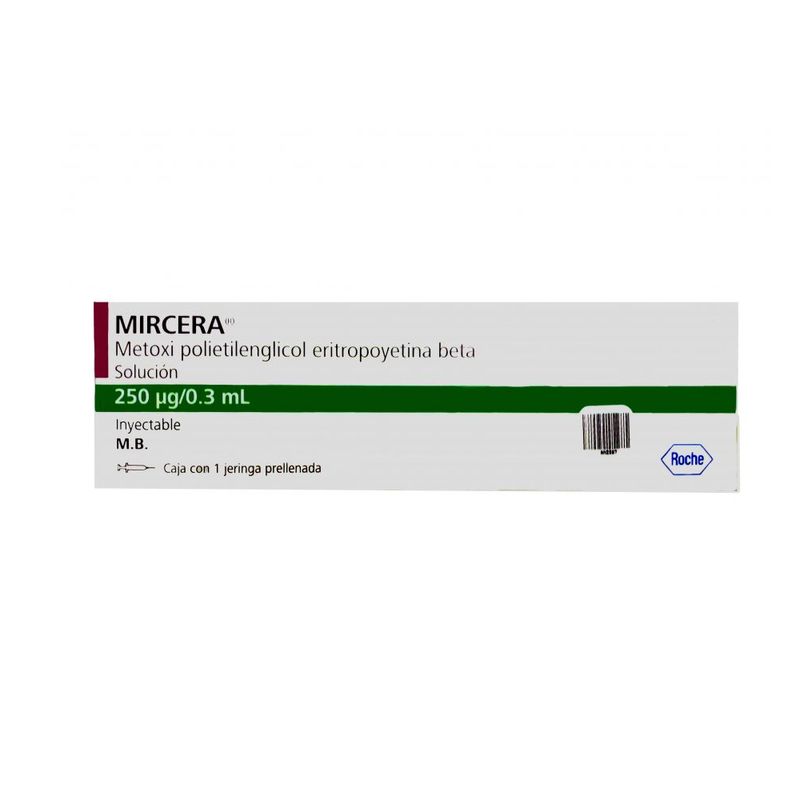 MIRCERA
Metoxi polietilenglicol eritropoyetina beta
Solución
250 µg/0.3 mL
Inyectable
M.B.
Caja con 1 jeringa prellenada
Roche